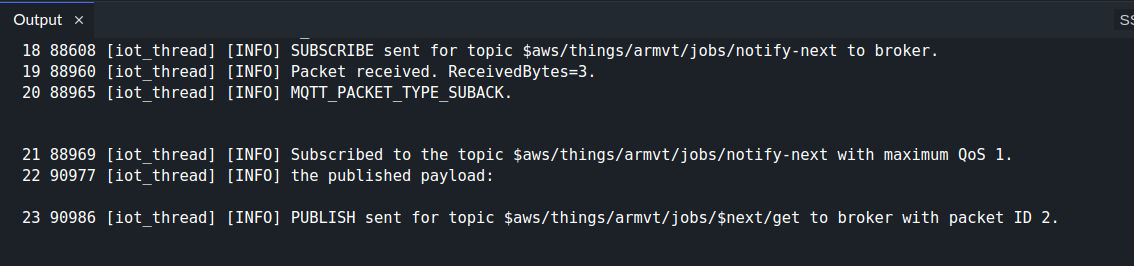 Output ×
SS
18 88608 [iot_thread] [INFO] SUBSCRIBE sent for topic $aws/things/armvt/jobs/notify-next to broker.
19 88960 [iot_thread] [INFO] Packet received. ReceivedBytes=3.
20 88965 [iot_thread] [INFO] MQTT_PACKET_TYPE_SUBACK.
21 88969 [iot_thread] [INFO] Subscribed to the topic $aws/things/armvt/jobs/notify-next with maximum QoS 1.
22 90977 [iot_thread] [INFO] the published payload:
23 90986 [iot_thread] [INFO] PUBLISH sent for topic $aws/things/armvt/jobs/$next/get to broker with packet ID 2.